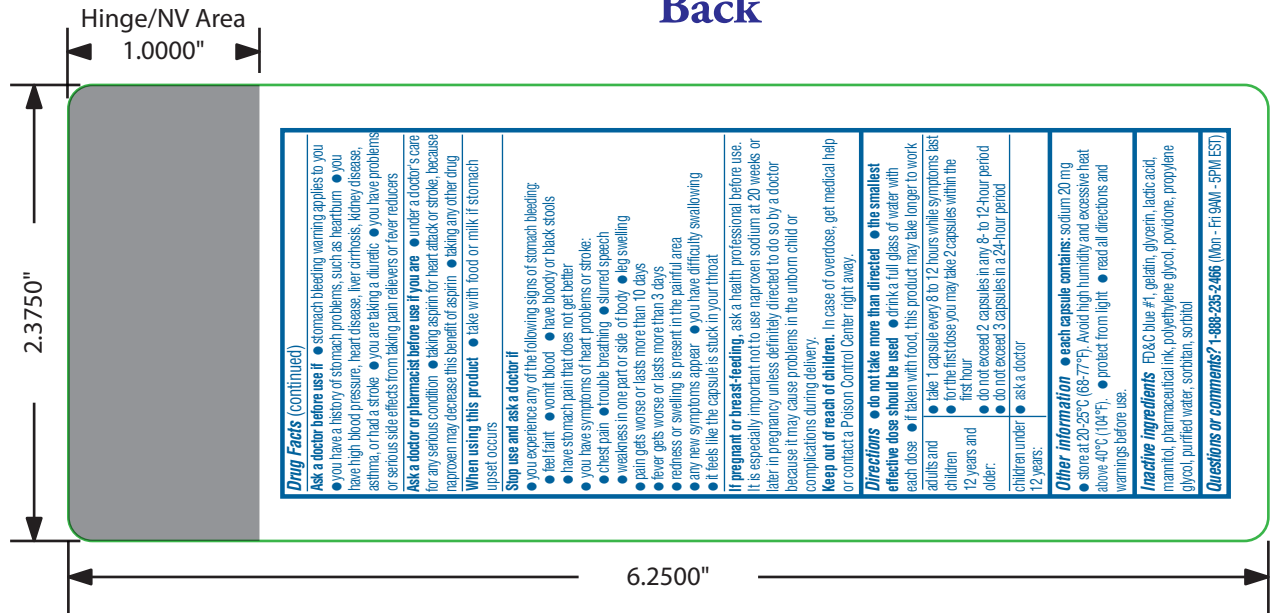 Back
Hinge/NV Area
1.0000"
2.3750"
Drug Facts (continued)
Ask a doctor before use if ● stomach bleeding warning applies to you
● you have a history of stomach problems, such as heartburn ● you
have high blood pressure, heart disease, liver cirrhosis, kidney disease,
asthma, or had a stroke ● you are taking a diuretic ● you have problems
or serious side effects from taking pain relievers or fever reducers
Ask a doctor or pharmacist before use if you are ● under a doctor's care
for any serious condition ● taking aspirin for heart attack or stroke, because
naproxen may decrease this benefit of aspirin ● taking any other drug
When using this product ● take with food or milk if stomach
upset occurs
Stop use and ask a doctor if
● you experience any of the following signs of stomach bleeding:
● feel faint ● vomit blood ● have bloody or black stools
● have stomach pain that does not get better
● you have symptoms of heart problems or stroke:
● chest pain ● trouble breathing ● slurred speech
● weakness in one part or side of body ● leg swelling
● pain gets worse or lasts more than 10 days
● fever gets worse or lasts more than 3 days
● redness or swelling is present in the painful area
● any new symptoms appear ● you have difficulty swallowing
● it feels like the capsule is stuck in your throat
If pregnant or breast-feeding, ask a health professional before use.
It is especially important not to use naproxen sodium at 20 weeks or
later in pregnancy unless definitely directed to do so by a doctor
because it may cause problems in the unborn child or
complications during delivery.
Keep out of reach of children. In case of overdose, get medical help
or contact a Poison Control Center right away.
Directions ● do not take more than directed ● the smallest
effective dose should be used ● drink a full glass of water with
each dose ● if taken with food, this product may take longer to work
adults and
children
12 years and
older:
● take 1 capsule every 8 to 12 hours while symptoms last
● for the first dose you may take 2 capsules within the
first hour
● do not exceed 2 capsules in any 8- to 12-hour period
● do not exceed 3 capsules in a 24-hour period
children under
12 years:
● ask a doctor
Other information ● each capsule contains: sodium 20 mg
● store at 20-25°C (68-77°F). Avoid high humidity and excessive heat
above 40°C (104°F). ● protect from light ● read all directions and
warnings before use.
Inactive ingredients FD&C blue #1, gelatin, glycerin, lactic acid,
mannitol, pharmaceutical ink, polyethylene glycol, povidone, propylene
glycol, purified water, sorbitan, sorbitol
Questions or comments? 1-888-235-2466 (Mon - Fri 9AM - 5PM EST)
6.2500"